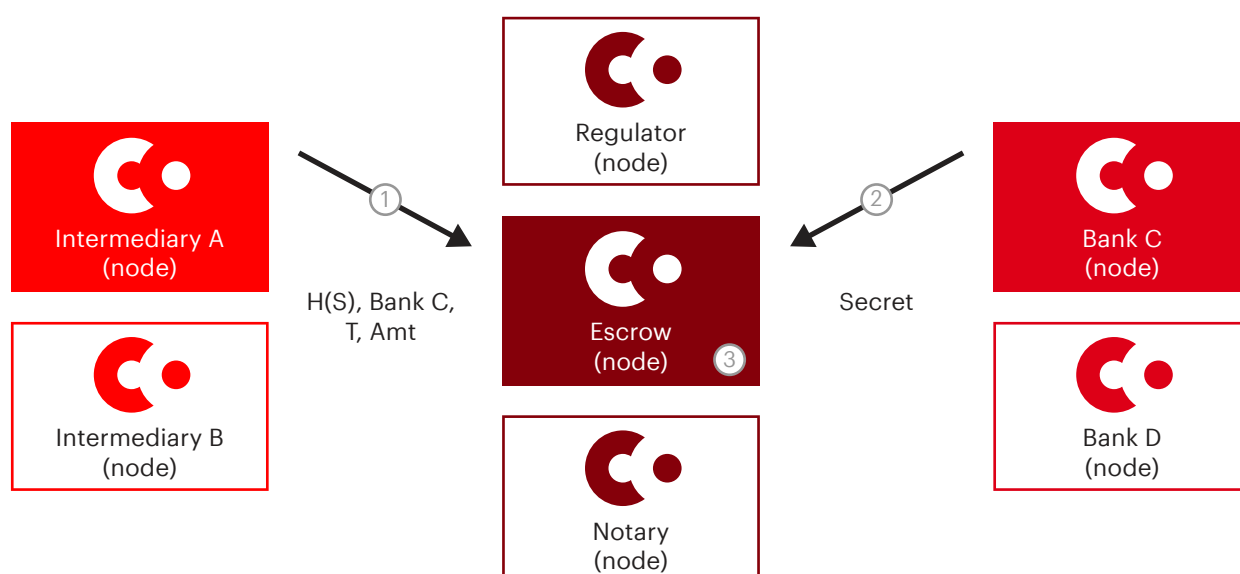 Regulator
(node)
Intermediary A
(node)
1
H(S), Bank C,
T, Amt
Intermediary B
(node)
Escrow
(node)
3
2
Secret
Bank C
(node)
Bank D
(node)
Notary
(node)